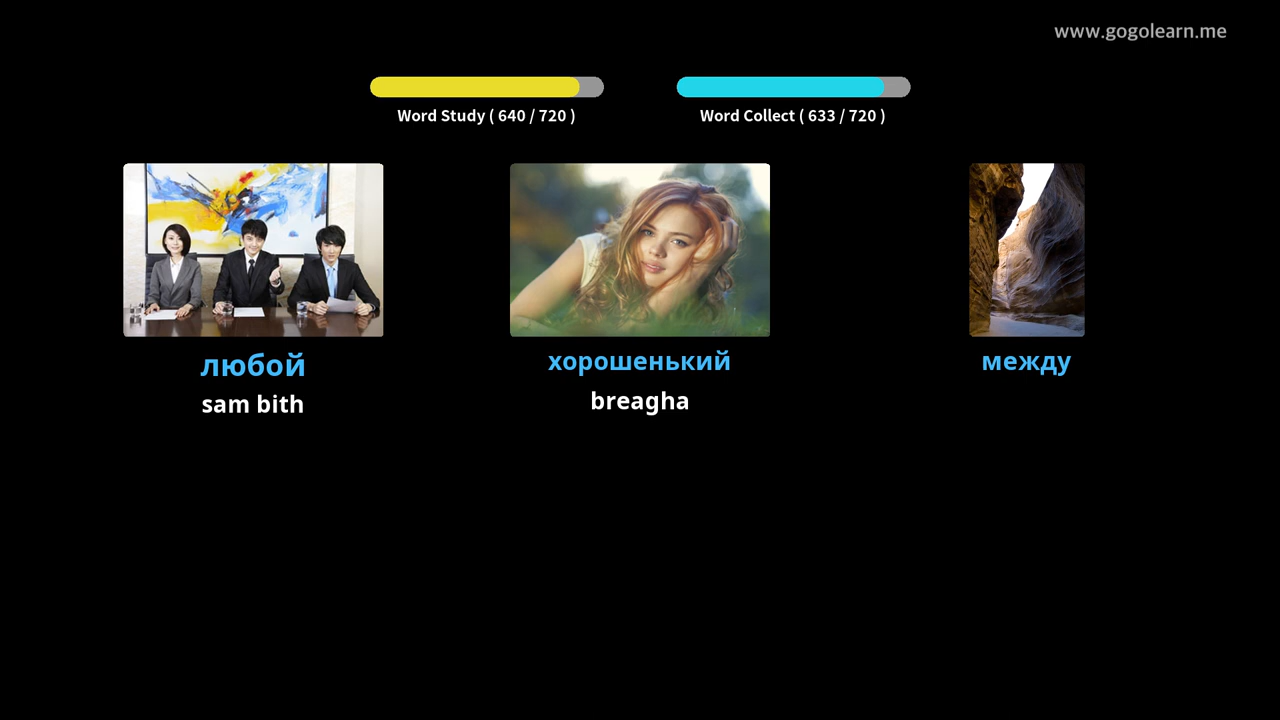 www.gogolearn.me
Word Study ( 640 / 720 )
Word Collect ( 633 / 720 )
любой
sam bith
хорошенький
breagha
между